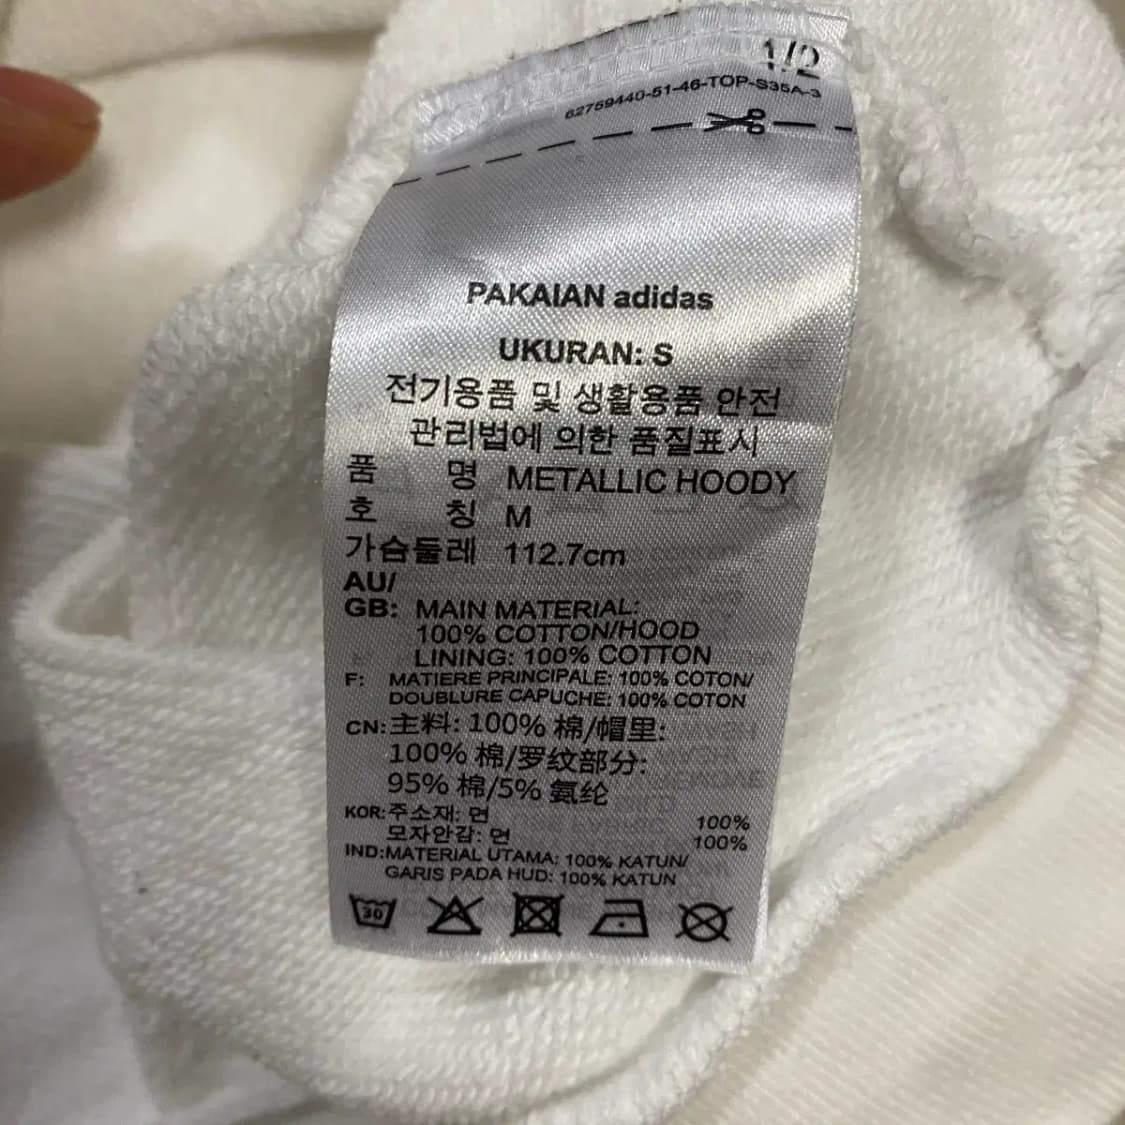 1/2
62759440-51-46-TOP-S35A-3
PAKAIAN adidas
UKURAN: S
전기용품 및 생활용품 안전
관리법에 의한 품질표시
품 명 METALLIC HOODY
호 칭 M
가슴둘레 112.7cm
AU/
GB: MAIN MATERIAL:
100% COTTON/HOOD
LINING: 100% COTTON
F: MATIERE PRINCIPALE: 100% COTON/
DOUBLURE CAPUCHE: 100% COTON
CN: 主料: 100% 棉/帽里:
100% 棉/罗纹部分:
95% 棉/5% 氨纶
KOR: 주소재: 면 100%
모자안감: 면 100%
IND: MATERIAL UTAMA: 100% KATUN/
GARIS PADA HUD: 100% KATUN
30